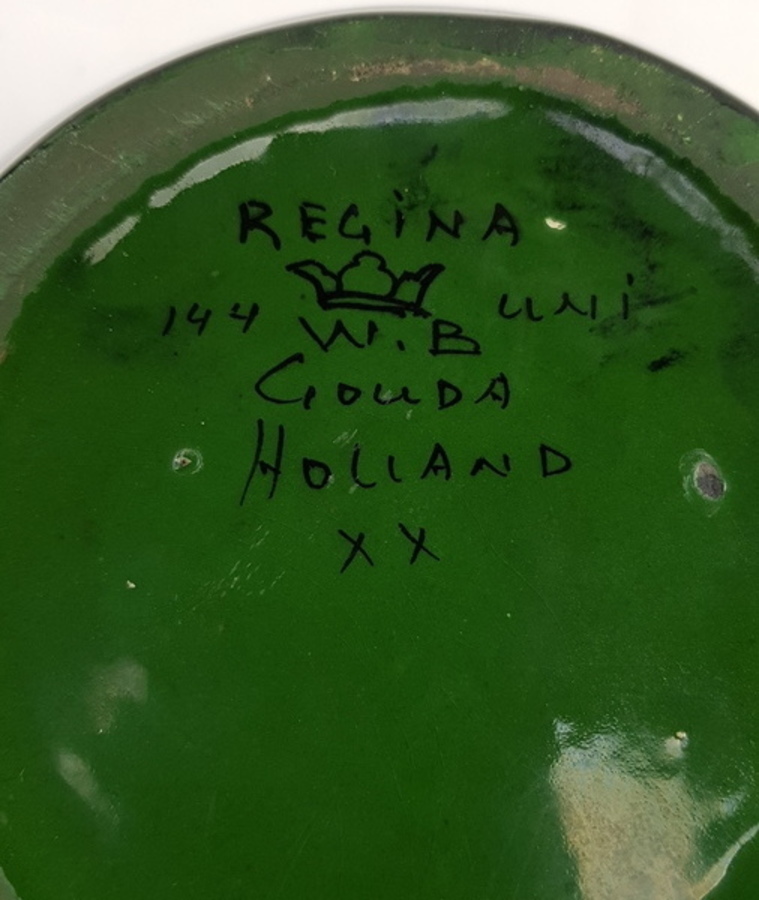 REGINA
144 UNI
W.B
GOUDA
HOLLAND
XX